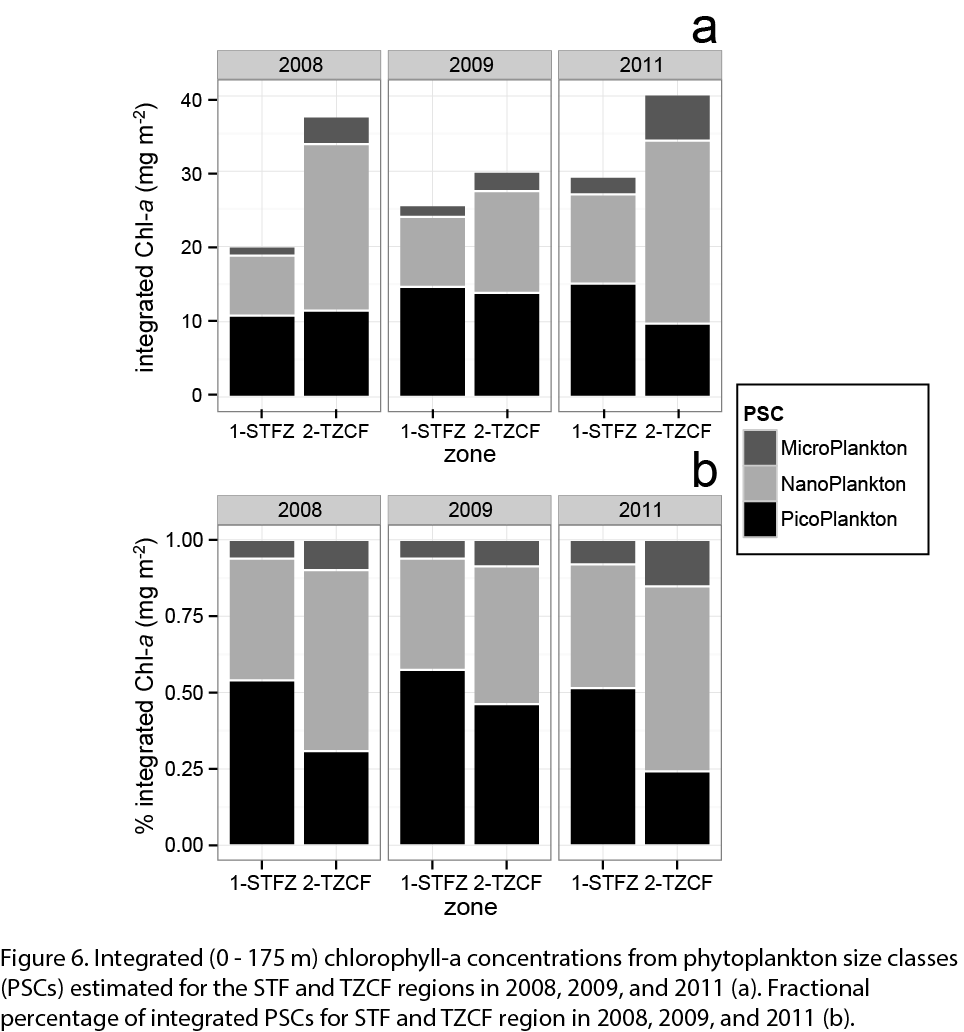 a
2008 2009 2011
integrated Chl-a (mg m-2)
40
30
20
10
0
1-STFZ 2-TZCF 1-STFZ 2-TZCF 1-STFZ 2-TZCF
zone
PSC
MicroPlankton
NanoPlankton
PicoPlankton
b
2008 2009 2011
% integrated Chl-a (mg m-2)
1.00
0.75
0.50
0.25
0.00
1-STFZ 2-TZCF 1-STFZ 2-TZCF 1-STFZ 2-TZCF
zone
Figure 6. Integrated (0 - 175 m) chlorophyll-a concentrations from phytoplankton size classes
(PSCs) estimated for the STF and TZCF regions in 2008, 2009, and 2011 (a). Fractional
percentage of integrated PSCs for STF and TZCF region in 2008, 2009, and 2011 (b).